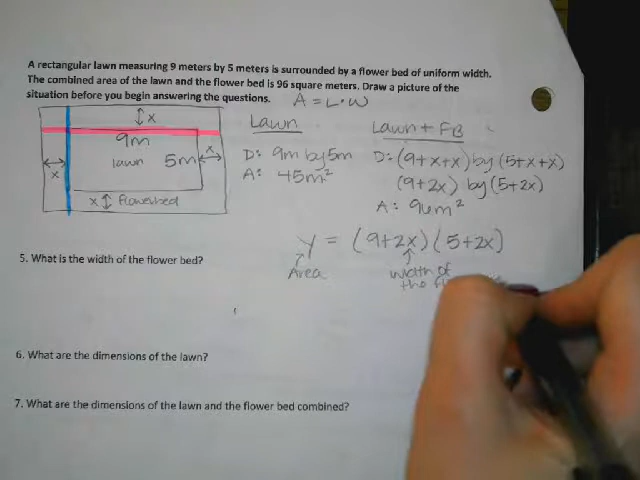 A rectangular lawn measuring 9 meters by 5 meters is surrounded by a flower bed of uniform width.
The combined area of the lawn and the flower bed is 96 square meters. Draw a picture of the
situation before you begin answering the questions.
A = L·W
x
9m
lawn
5m
x
x
x
flowerbed
Lawn
D: 9m by 5m
A: 45m²
Lawn + FB
D: (9+x+x) by (5+x+x)
(9+2x) by (5+2x)
A: 96m²
y = (9+2x)(5+2x)
Area
width of
the
5. What is the width of the flower bed?
6. What are the dimensions of the lawn?
7. What are the dimensions of the lawn and the flower bed combined?